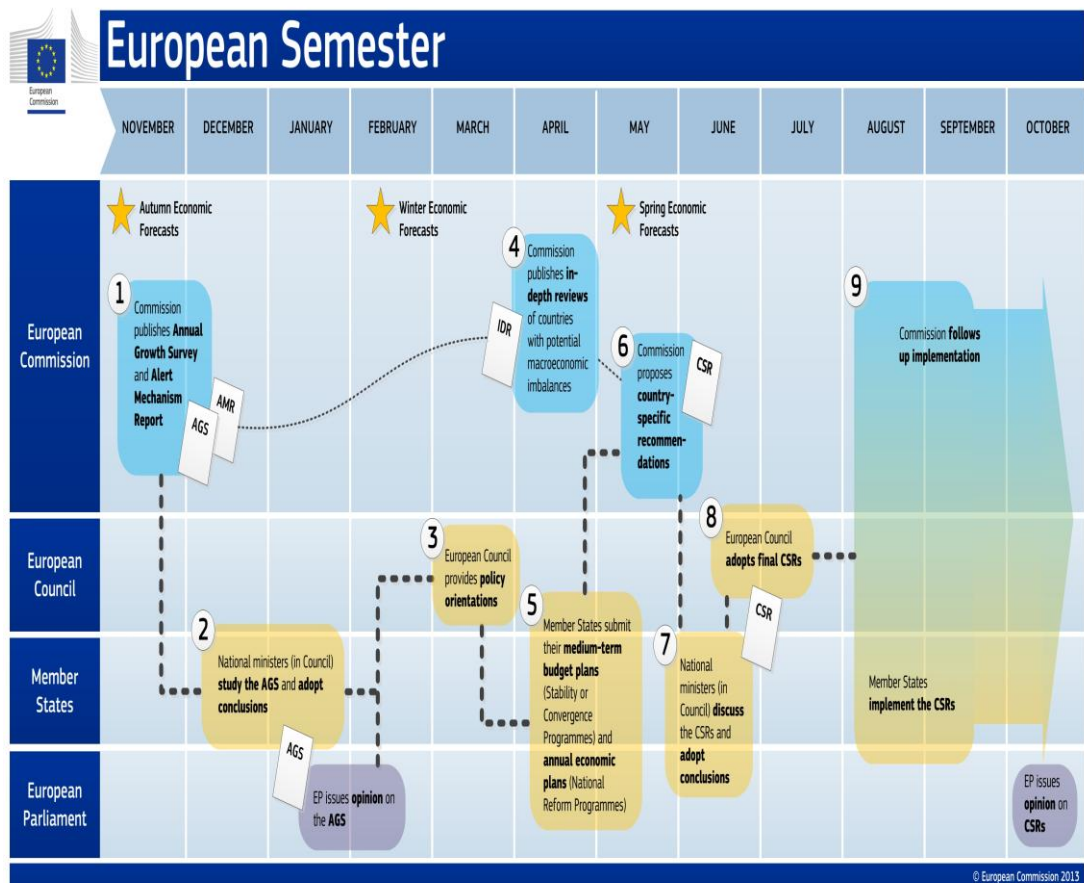 European Semester
European
Commission
NOVEMBER
DECEMBER
JANUARY
FEBRUARY
MARCH
APRIL
MAY
JUNE
JULY
AUGUST
SEPTEMBER
OCTOBER
European
Commission
Autumn Economic
Forecasts
Winter Economic
Forecasts
Spring Economic
Forecasts
1
Commission
publishes Annual
Growth Survey
and Alert
Mechanism
Report
AGS
AMR
IDR
4
Commission
publishes in-
depth reviews
of countries
with potential
macroeconomic
imbalances
6
Commission
proposes
country-
specific
recommen-
dations
CSR
9
Commission follows
up implementation
European
Council
3
European Council
provides policy
orientations
8
European Council
adopts final CSRs
CSR
Member
States
2
National ministers (in Council)
study the AGS and adopt
conclusions
AGS
5
Member States submit
their medium-term
budget plans
(Stability or
Convergence
Programmes) and
annual economic
plans (National
Reform Programmes)
7
National
ministers (in
Council) discuss
the CSRs and
adopt
conclusions
Member States
implement the CSRs
European
Parliament
EP issues opinion on
the AGS
EP issues
opinion on
CSRs
© European Commission 2013